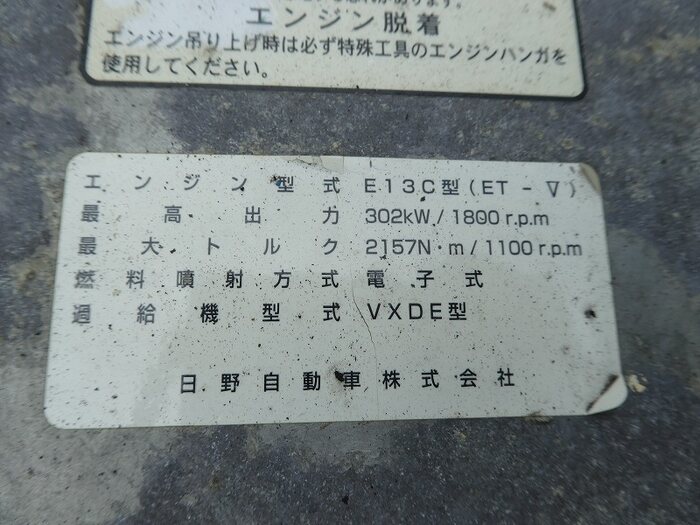 エンジン脱着
エンジン吊り上げ時は必ず特殊工具のエンジンハンガを
使用してください。
エンジン型式 E13C型(ET-Ⅴ)
最高出力 302kW/1800r.p.m
最大トルク 2157N・m/1100r.p.m
燃料噴射方式 電子式
過給機型式 VXDE型
日野自動車株式会社